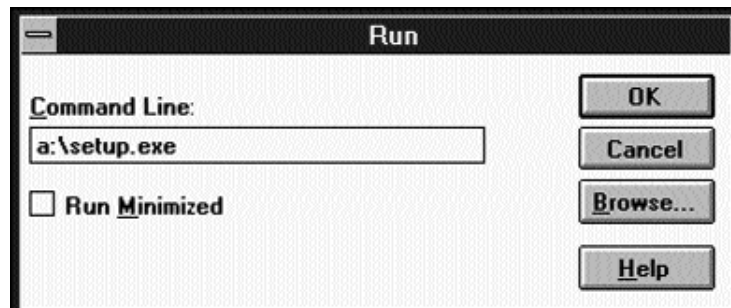 Run
Command Line:
a:\setup.exe
Run Minimized
OK
Cancel
Browse...
Help